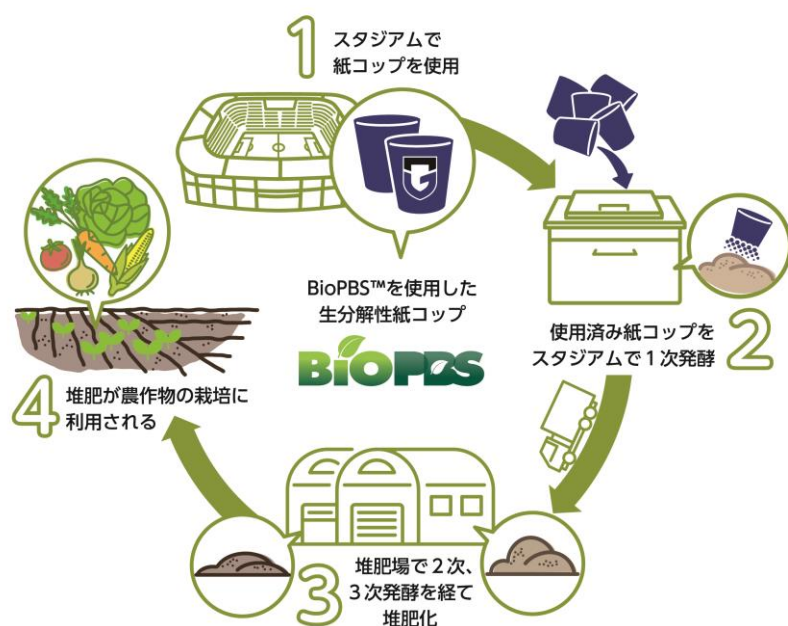 1
スタジアムで
紙コップを使用
G
BioPBS™を使用した
生分解性紙コップ
BIOPBS
2
使用済み紙コップを
スタジアムで1次発酵
3
堆肥場で2次、
3次発酵を経て
堆肥化
4
堆肥が農作物の栽培に
利用される